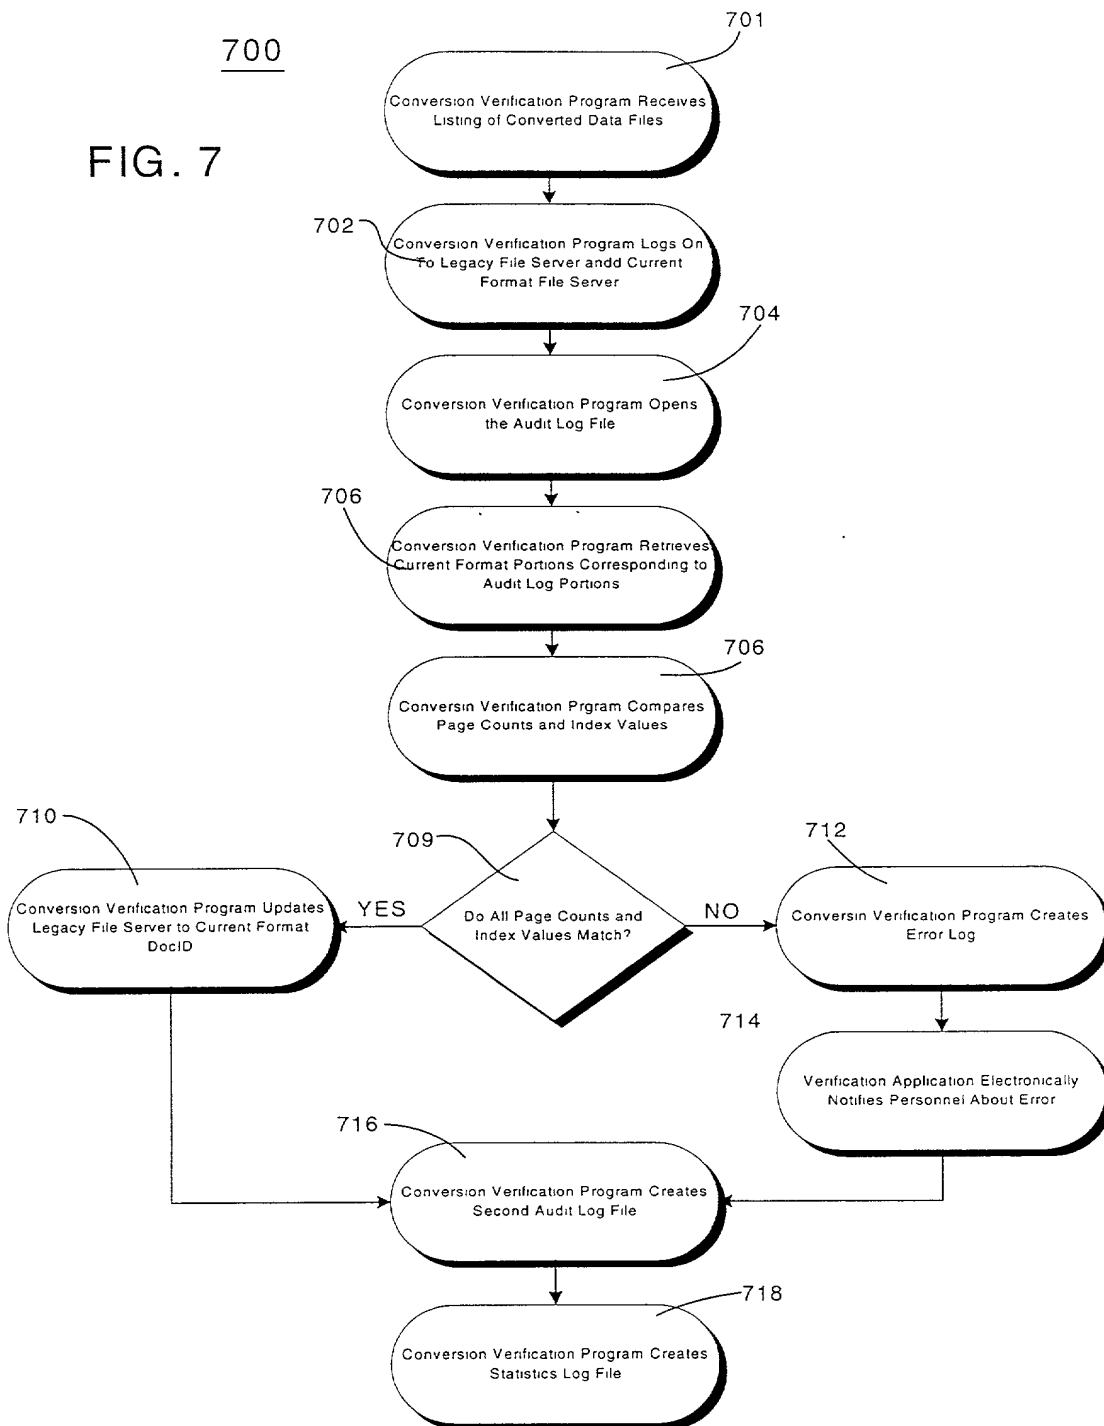 700
701
FIG. 7
Conversion Verification Program Receives
Listing of Converted Data Files
702
Conversion Verification Program Logs On
To Legacy File Server andd Current
Format File Server
704
Conversion Verification Program Opens
the Audit Log File
706
Conversion Verification Program Retrieves
Current Format Portions Corresponding to
Audit Log Portions
706
Conversin Verification Prgram Compares
Page Counts and Index Values
709
Do All Page Counts and
Index Values Match?
YES
NO
710
Conversion Verification Program Updates
Legacy File Server to Current Format
DocID
712
Conversin Verification Program Creates
Error Log
714
Verification Application Electronically
Notifies Personnel About Error
716
Conversion Verification Program Creates
Second Audit Log File
718
Conversion Verification Program Creates
Statistics Log File